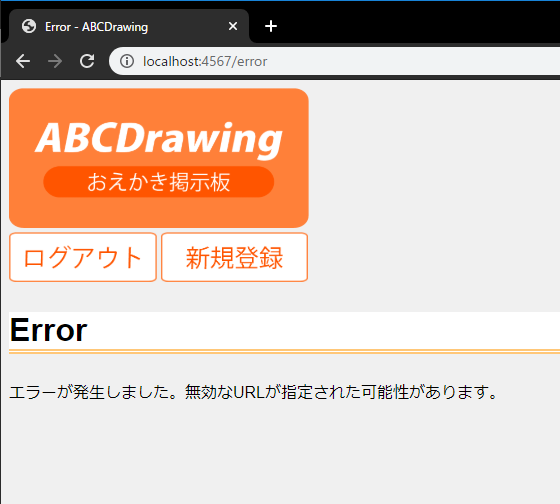 Error - ABCDrawing
localhost:4567/error
ABCDrawing
おえかき掲示板
ログアウト 新規登録
Error
エラーが発生しました。無効なURLが指定された可能性があります。